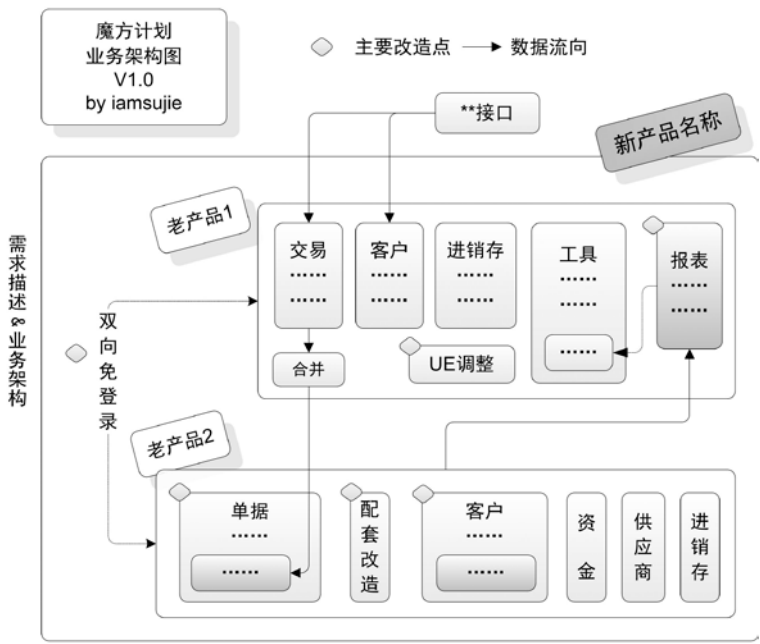 魔方计划
业务架构图
V1.0
by iamsujie
主要改造点
数据流向
**接口
新产品名称
需求描述&业务架构
老产品1
交易
······
······
客户
······
······
进销存
······
······
工具
······
······
······
报表
······
······
合并
UE调整
双向免登录
老产品2
单据
······
······
配套改造
客户
······
······
资金
供应商
进销存